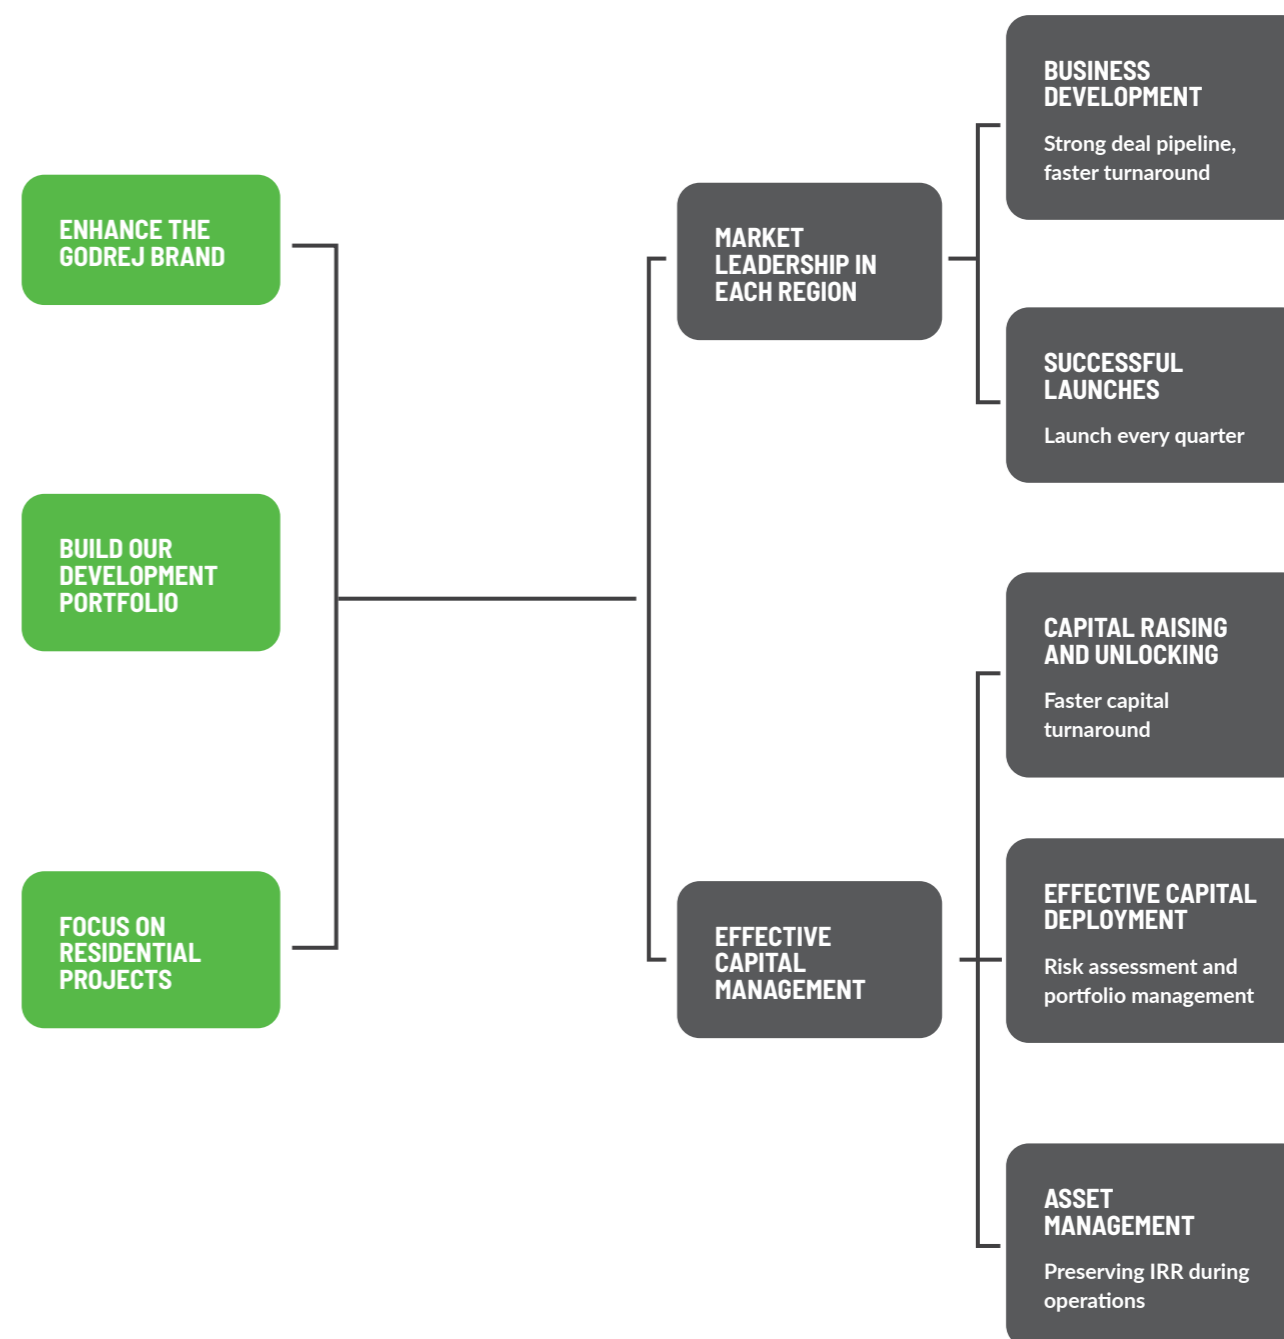 ENHANCE THE
GODREJ BRAND
BUILD OUR
DEVELOPMENT
PORTFOLIO
FOCUS ON
RESIDENTIAL
PROJECTS
MARKET
LEADERSHIP IN
EACH REGION
EFFECTIVE
CAPITAL
MANAGEMENT
BUSINESS
DEVELOPMENT
Strong deal pipeline,
faster turnaround
SUCCESSFUL
LAUNCHES
Launch every quarter
CAPITAL RAISING
AND UNLOCKING
Faster capital
turnaround
EFFECTIVE CAPITAL
DEPLOYMENT
Risk assessment and
portfolio management
ASSET
MANAGEMENT
Preserving IRR during
operations